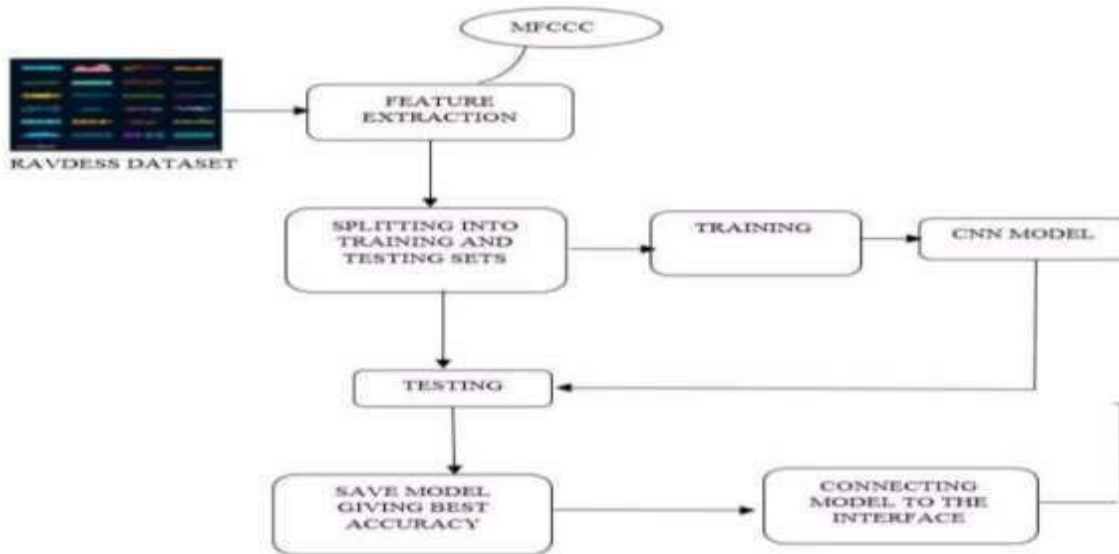 MFCCC
FEATURE
EXTRACTION
RAVDESS DATASET
SPLITTING INTO
TRAINING AND
TESTING SETS
TRAINING
CNN MODEL
TESTING
SAVE MODEL
GIVING BEST
ACCURACY
CONNECTING
MODEL TO THE
INTERFACE